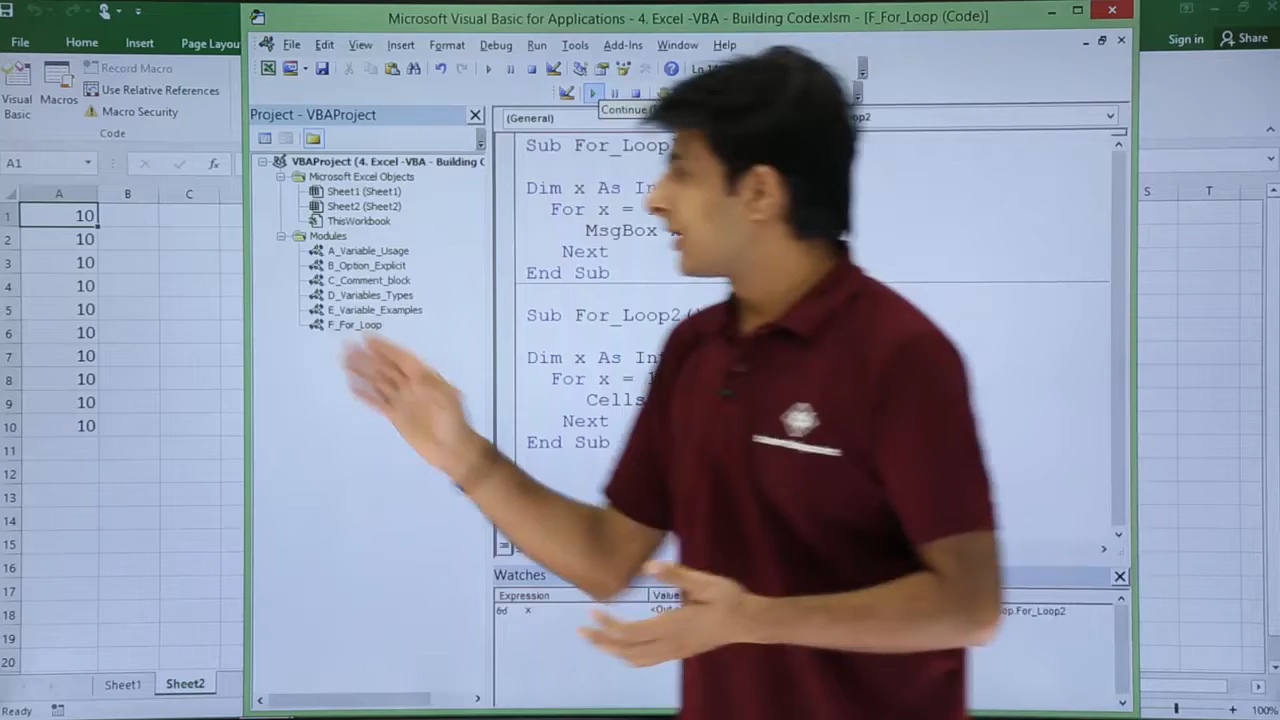 Microsoft Visual Basic for Applications - 4. Excel -VBA - Building Code.xlsm - [F_For_Loop (Code)]
File Home Insert Page Layou
Sign in Share
File Edit View Insert Format Debug Run Tools Add-Ins Window Help
Record Macro
Use Relative References
Macro Security
Visual Basic
Macros
Code
Continue
Project - VBAProject
(General)
A1
fx
VBAProject (4. Excel -VBA - Building C
Microsoft Excel Objects
Sheet1 (Sheet1)
Sheet2 (Sheet2)
ThisWorkbook
Modules
A_Variable_Usage
B_Option_Explicit
C_Comment_block
D_Variables_Types
E_Variable_Examples
F_For_Loop
Sub For_Loop
Dim x As In
For x =
MsgBox
Next
End Sub
Sub For_Loop2
Dim x As In
For x = 1
Cells
Next
End Sub
A B C S T
1 10
2 10
3 10
4 10
5 10
6 10
7 10
8 10
9 10
10 10
11
12
13
14
15
16
17
18
19
20
Watches
Expression Value
x op.For_Loop2
Sheet1 Sheet2
Ready 100%